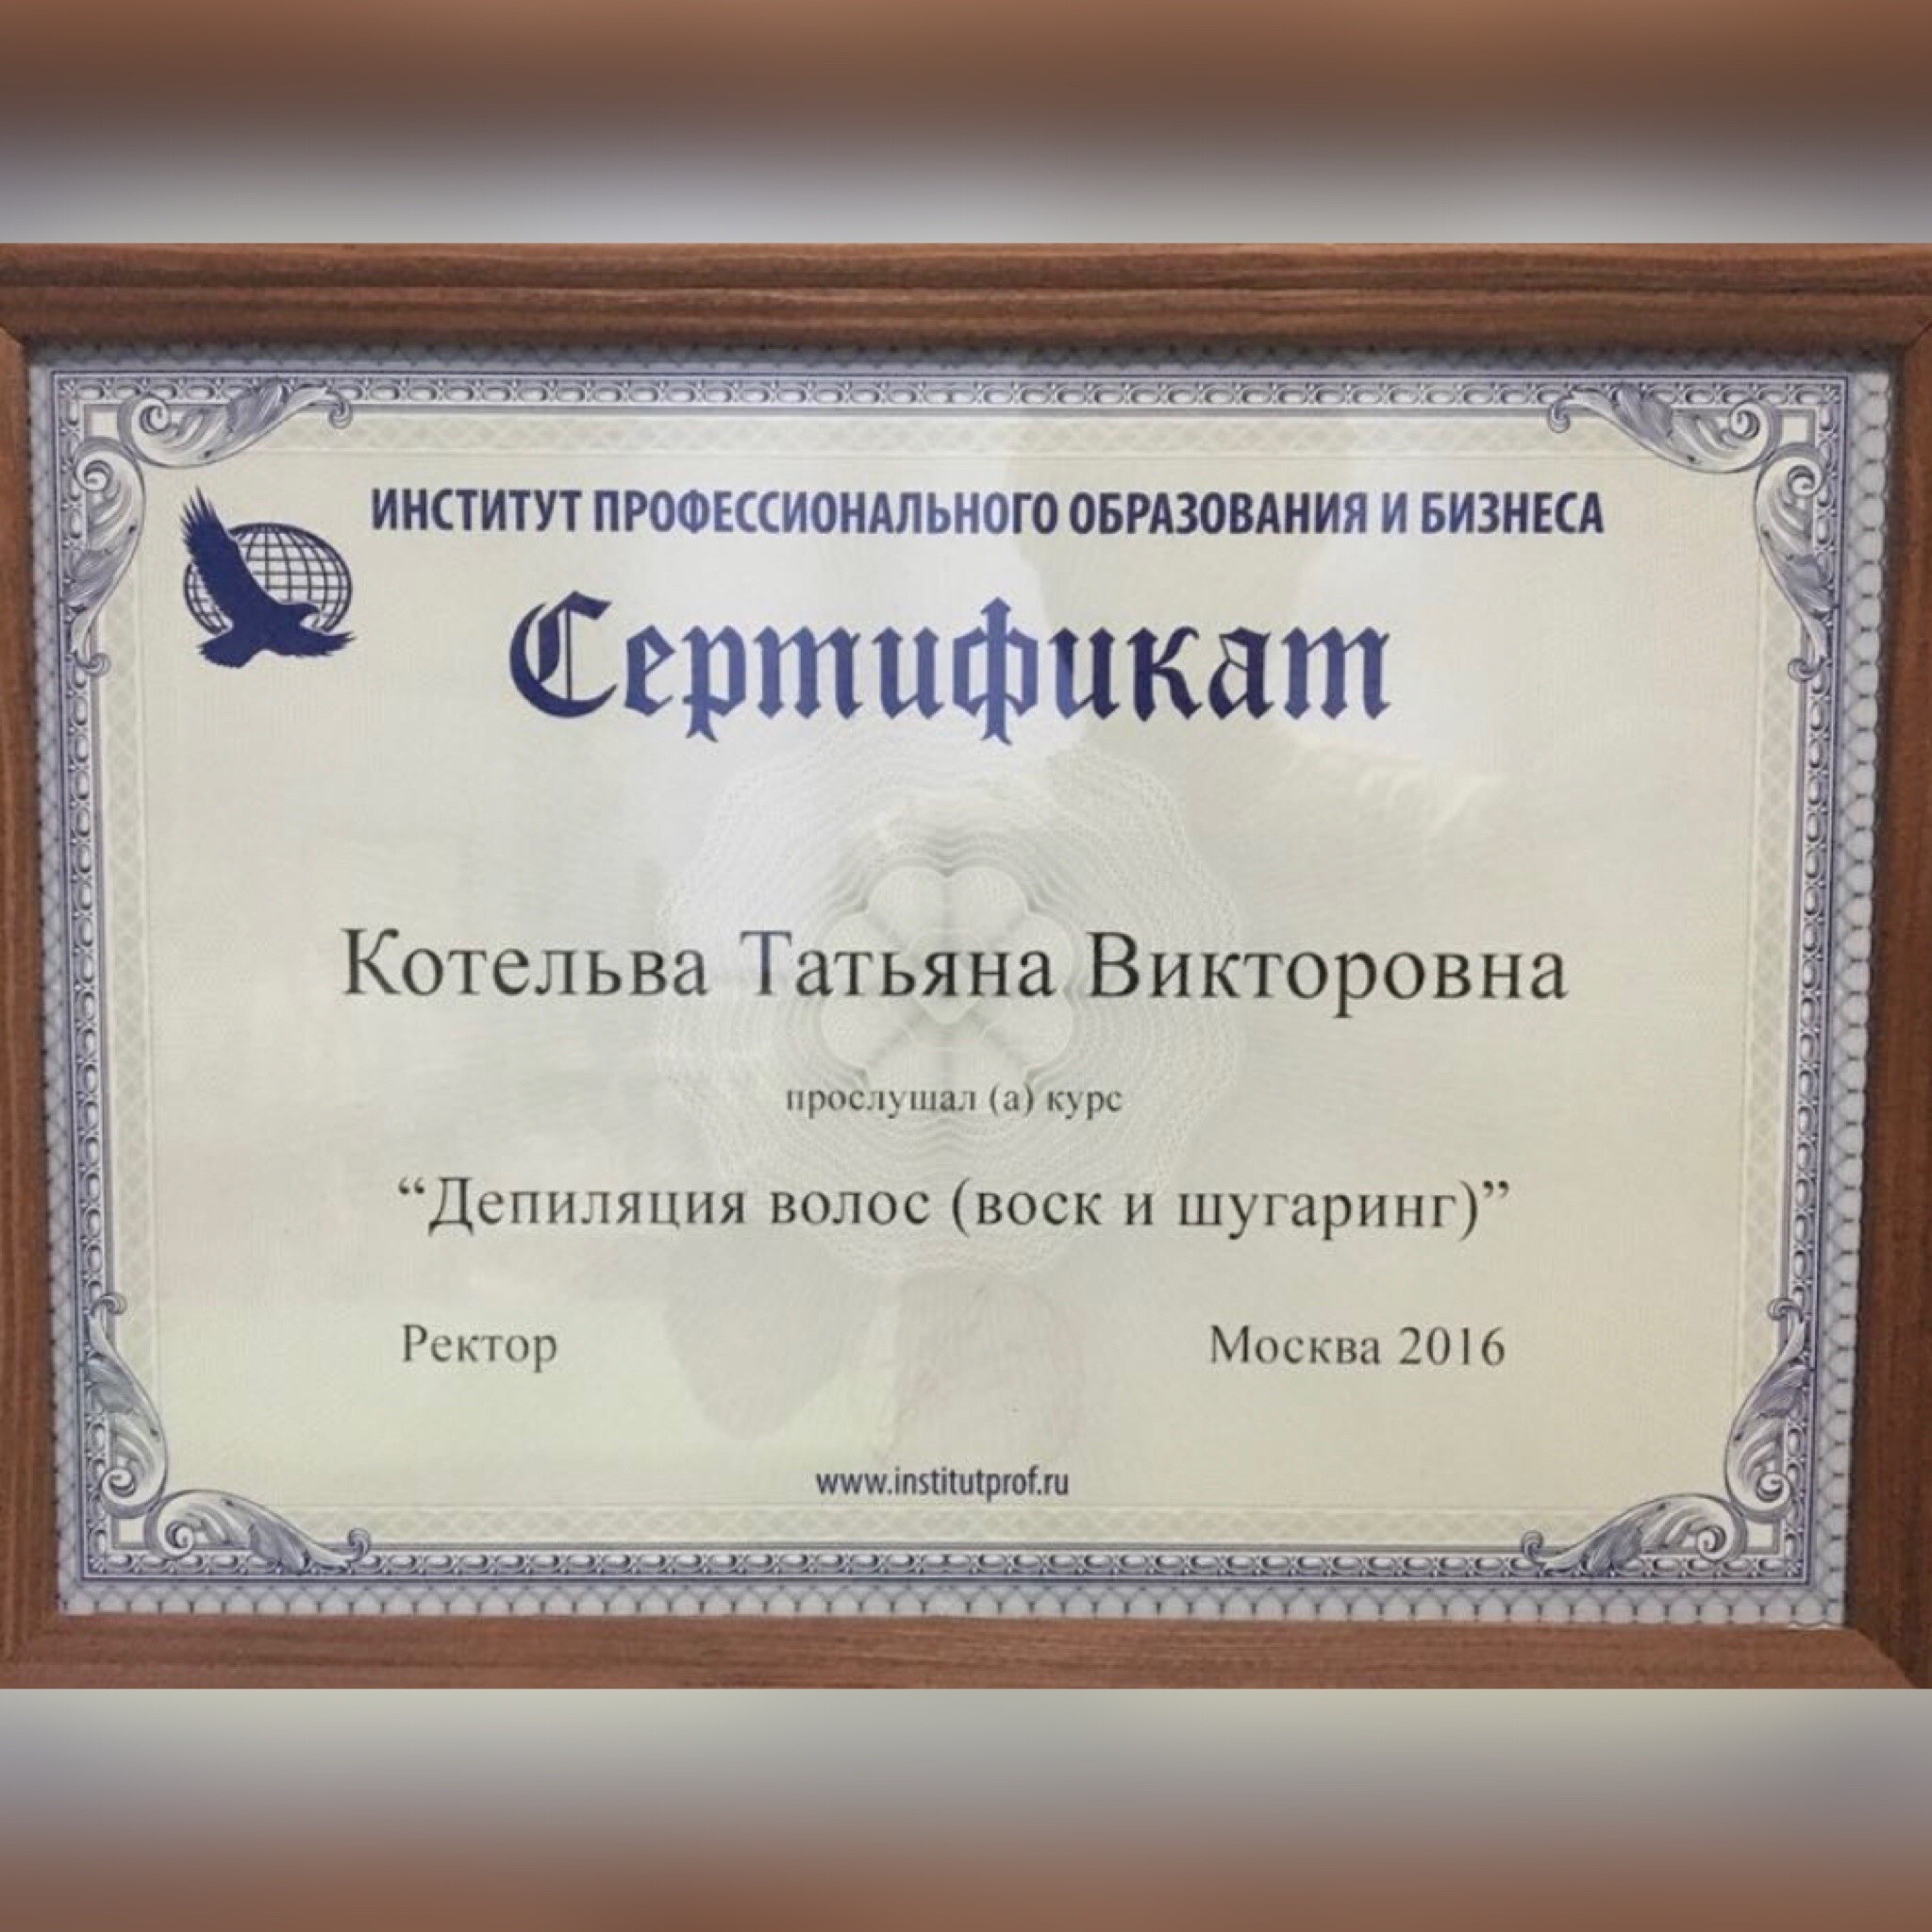 ИНСТИТУТ ПРОФЕССИОНАЛЬНОГО ОБРАЗОВАНИЯ И БИЗНЕСА
Сертификат
Котельва Татьяна Викторовна
прослушал (а) курс
“Депиляция волос (воск и шугаринг)”
Ректор Москва 2016
www.institutprof.ru